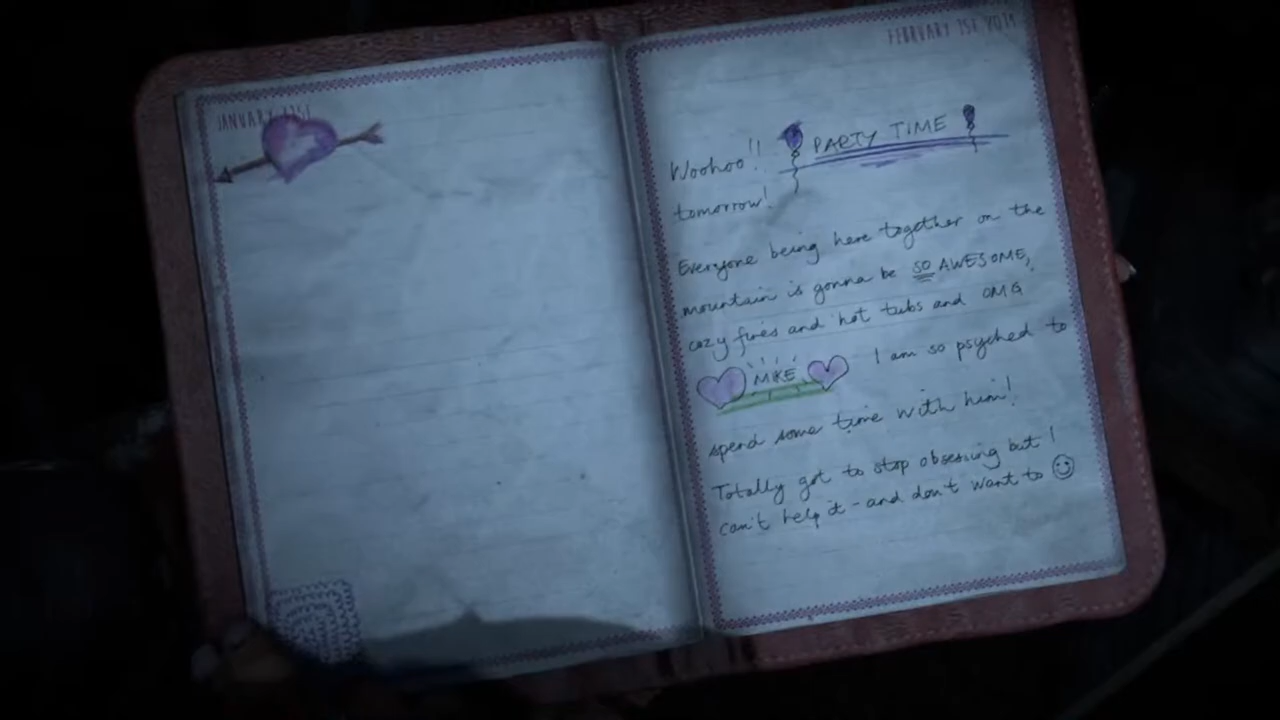 JANUARY 31ST
FEBRUARY 1ST, 2014
Woohoo!! PARTY TIME
tomorrow!
Everyone being here together on the
mountain is gonna be SO AWESOME,
cozy fires and hot tubs and OMG
MIKE I am so psyched to
spend some time with him!
Totally got to stop obsessing but I
can't help it - and don't want to